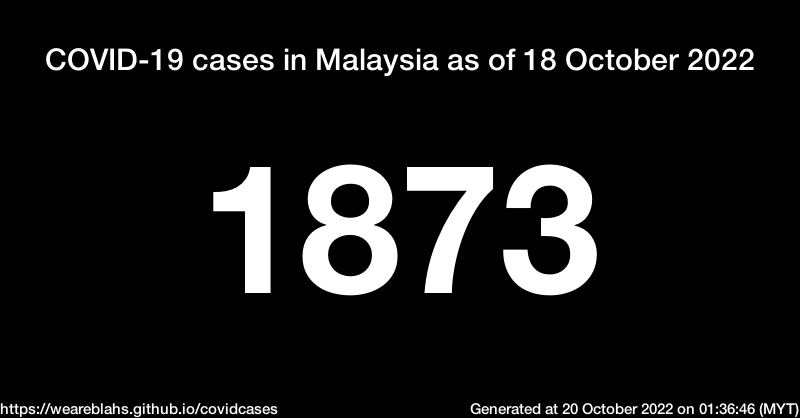 COVID-19 cases in Malaysia as of 18 October 2022
1873
https://weareblahs.github.io/covidcases
Generated at 20 October 2022 on 01:36:46 (MYT)